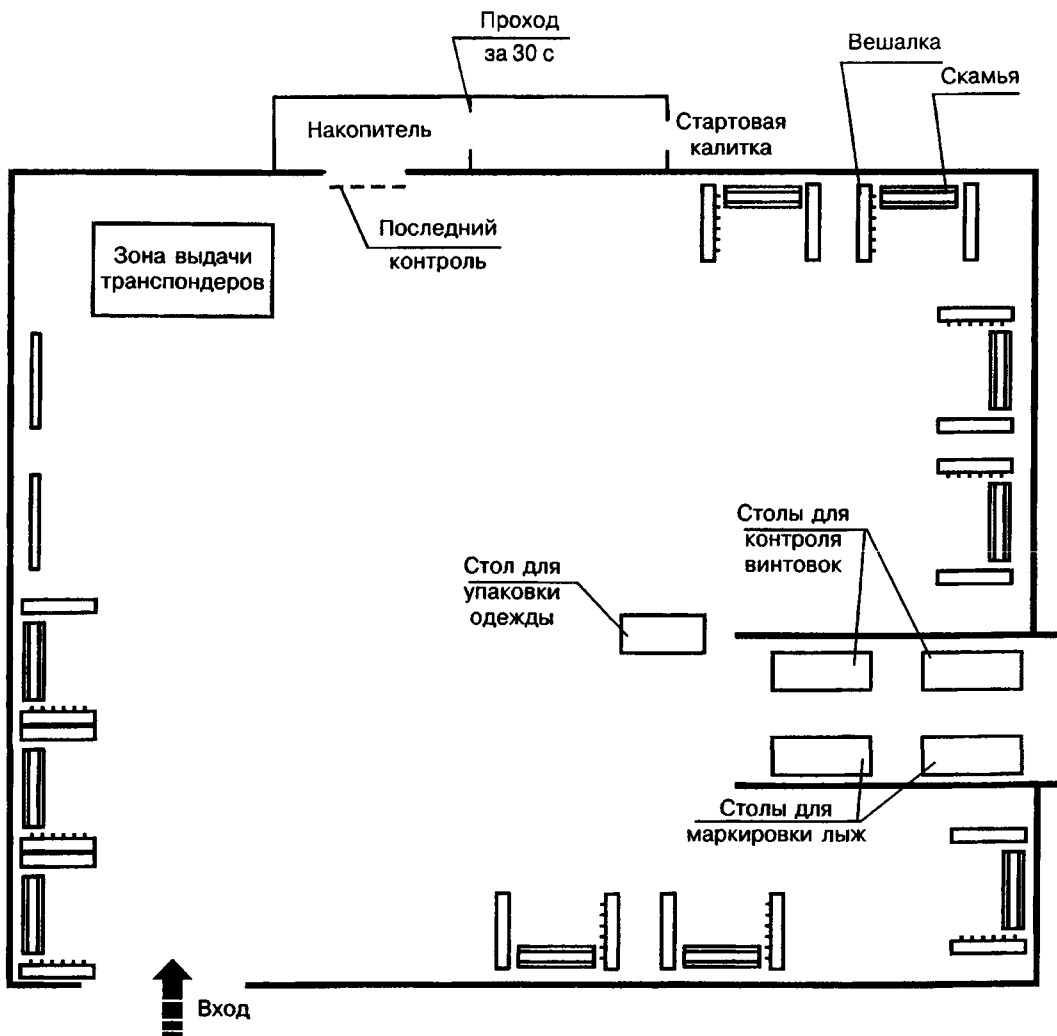 Проход
за 30 с
Вешалка
Скамья
Накопитель
Стартовая
калитка
Последний
контроль
Зона выдачи
транспондеров
Столы для
контроля
винтовок
Стол для
упаковки
одежды
Столы для
маркировки лыж
Вход